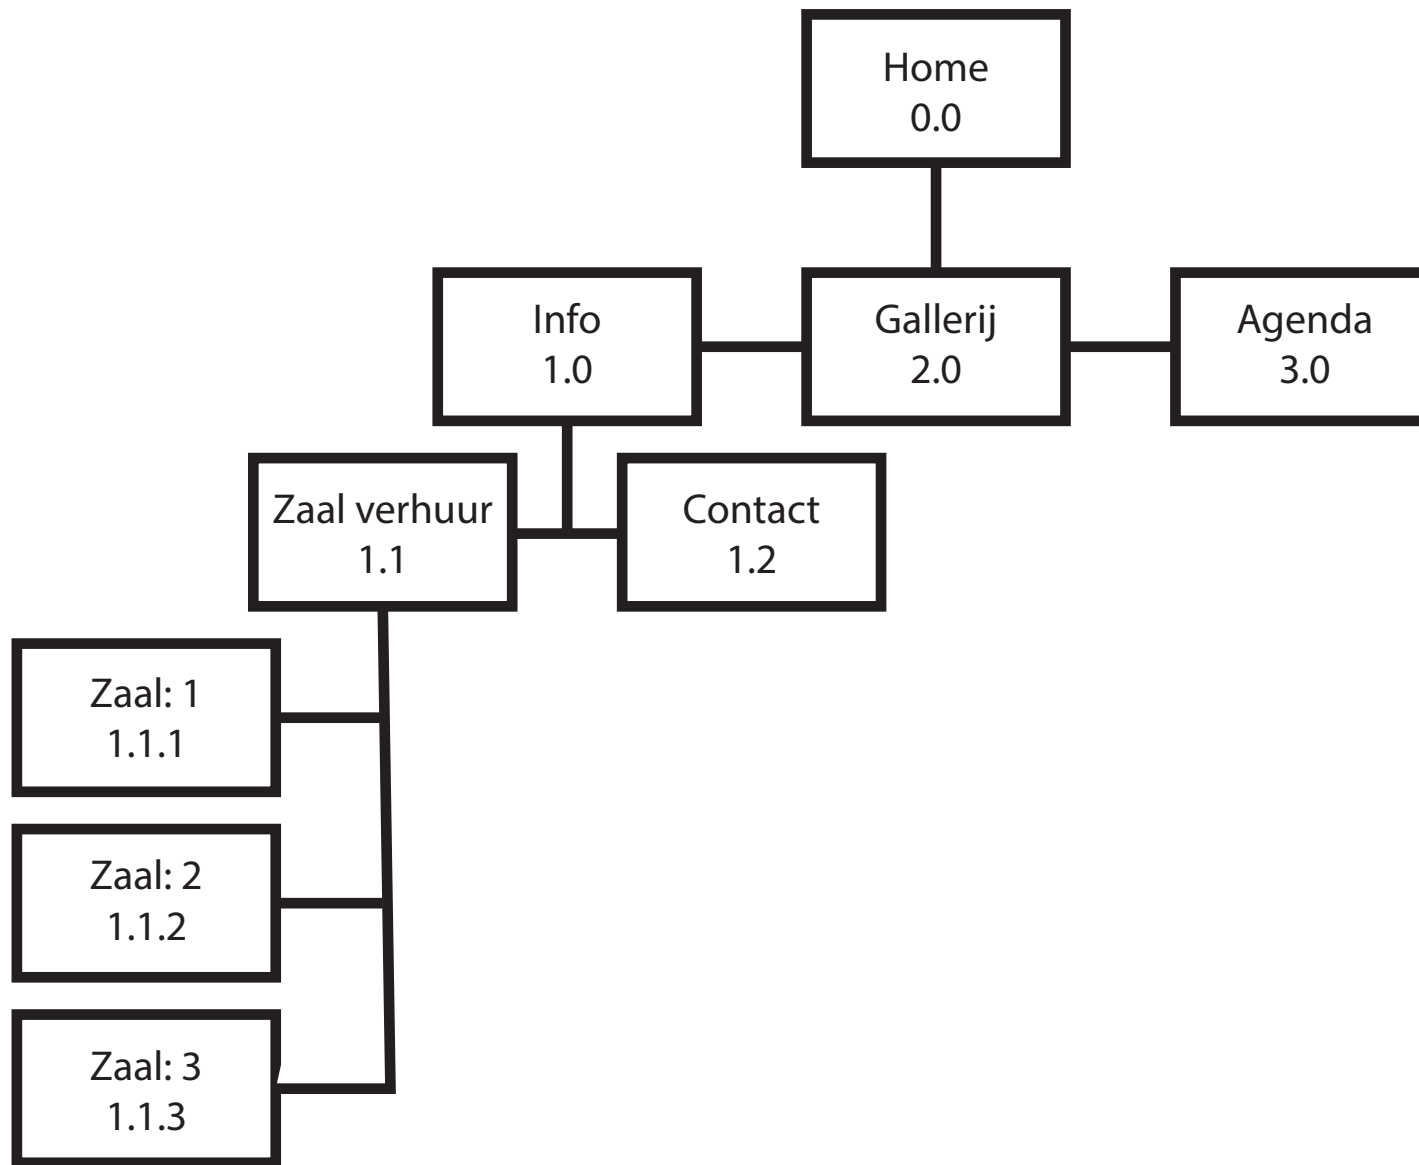 Home
0.0
Info
1.0
Gallerij
2.0
Agenda
3.0
Zaal verhuur
1.1
Contact
1.2
Zaal: 1
1.1.1
Zaal: 2
1.1.2
Zaal: 3
1.1.3